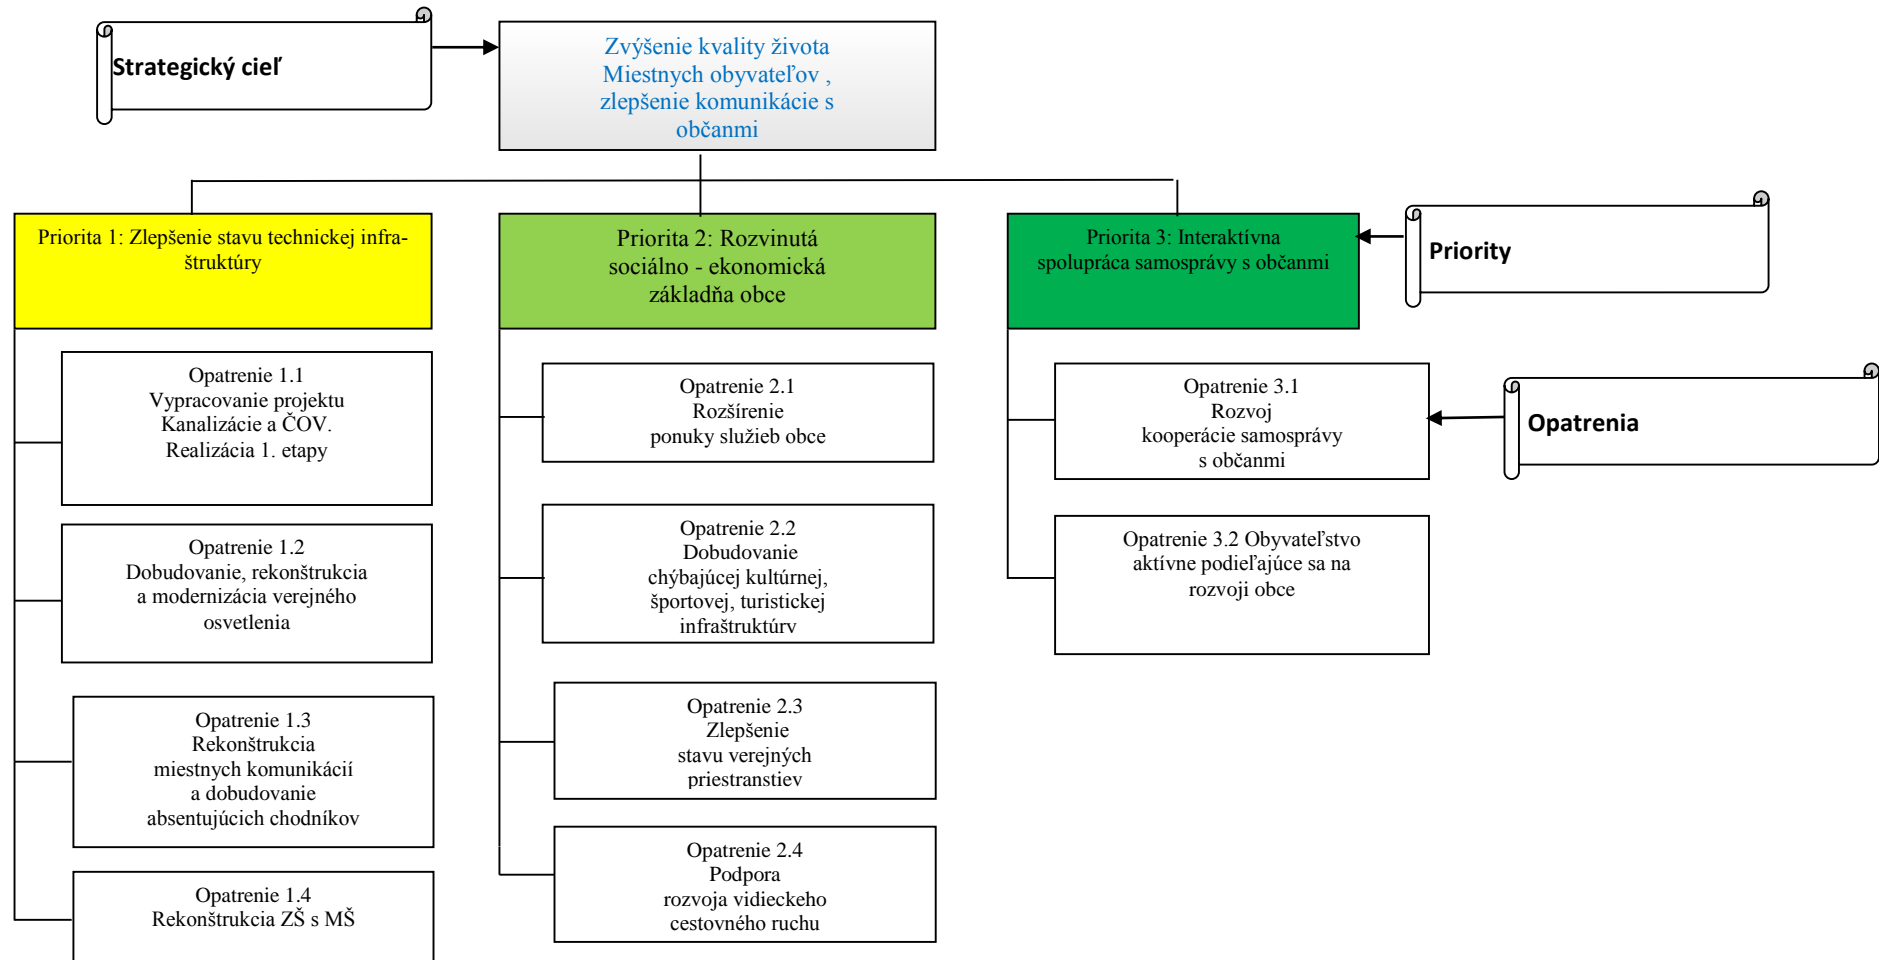 Strategický cieľ
Zvýšenie kvality života
Miestnych obyvateľov ,
zlepšenie komunikácie s
občanmi
Priorita 1: Zlepšenie stavu technickej infra-
štruktúry
Priorita 2: Rozvinutá
sociálno - ekonomická
základňa obce
Priorita 3: Interaktívna
spolupráca samosprávy s občanmi
Priority
Opatrenie 1.1
Vypracovanie projektu
Kanalizácie a ČOV.
Realizácia 1. etapy
Opatrenie 1.2
Dobudovanie, rekonštrukcia
a modernizácia verejného
osvetlenia
Opatrenie 1.3
Rekonštrukcia
miestnych komunikácií
a dobudovanie
absentujúcich chodníkov
Opatrenie 1.4
Rekonštrukcia ZŠ s MŠ
Opatrenie 2.1
Rozšírenie
ponuky služieb obce
Opatrenie 2.2
Dobudovanie
chýbajúcej kultúrnej,
športovej, turistickej
infraštruktúry
Opatrenie 2.3
Zlepšenie
stavu verejných
priestranstiev
Opatrenie 2.4
Podpora
rozvoja vidieckeho
cestovného ruchu
Opatrenie 3.1
Rozvoj
kooperácie samosprávy
s občanmi
Opatrenia
Opatrenie 3.2 Obyvateľstvo
aktívne podieľajúce sa na
rozvoji obce